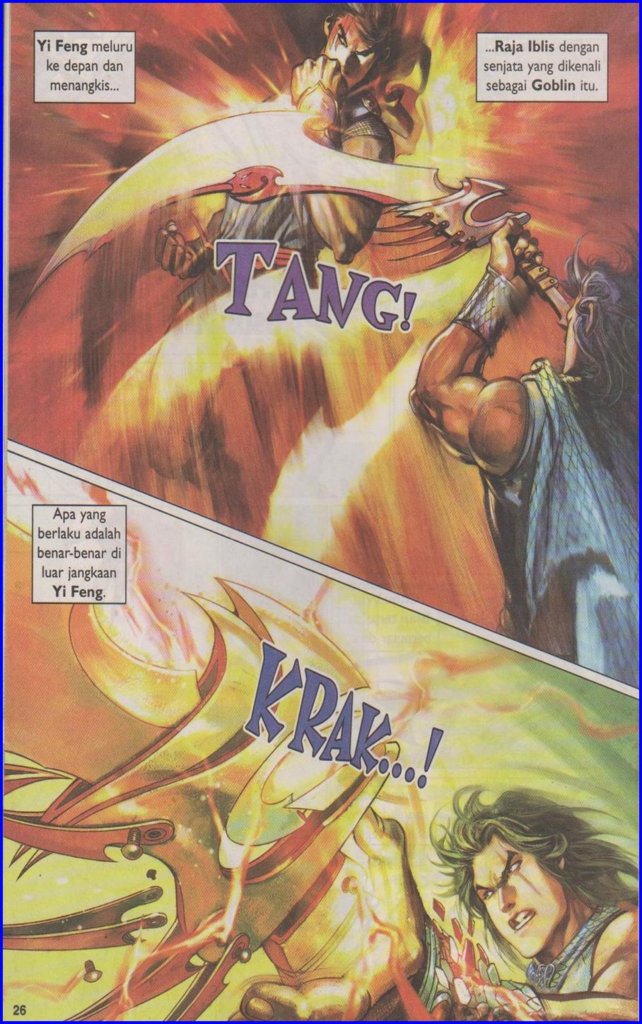 Yi Feng meluru
ke depan dan
menangkis...
...Raja Iblis dengan
senjata yang dikenali
sebagai Goblin itu.
TANG!
Apa yang
berlaku adalah
benar-benar di
luar jangkaan
Yi Feng.
KRAK...!
26